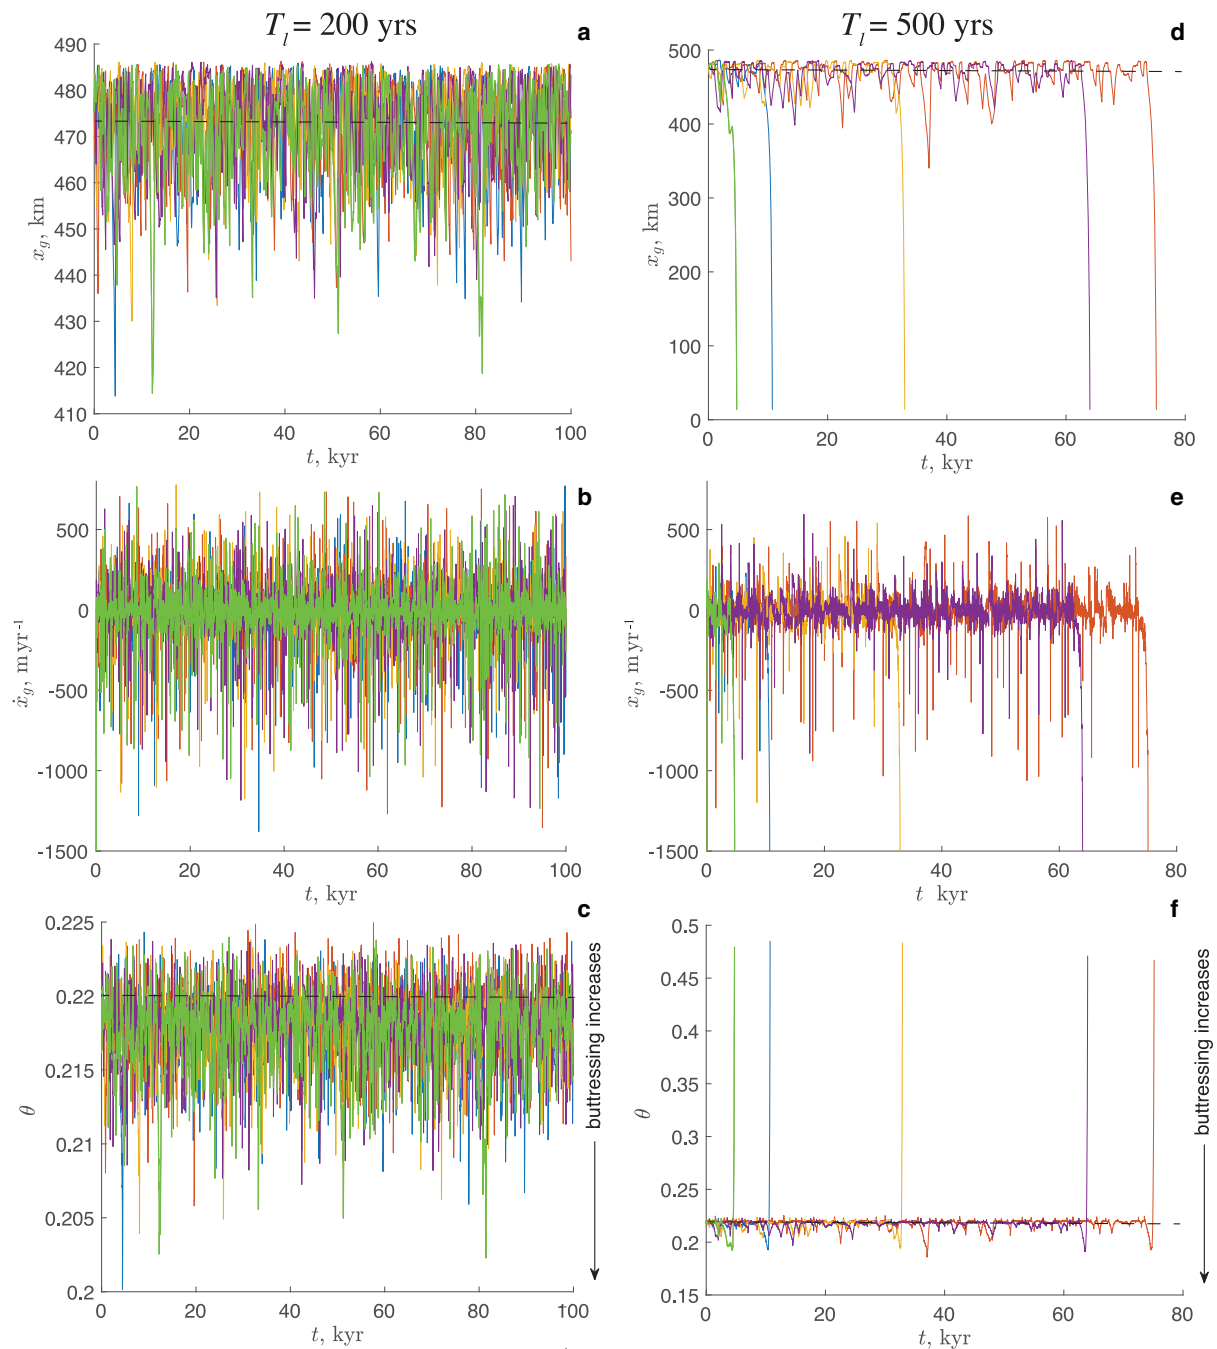 T_l = 200 yrs
a
490
480
470
460
450
440
430
420
410
x_g, km
0 20 40 60 80 100
t, kyr
T_l = 500 yrs
d
500
400
300
200
100
0
x_g, km
0 20 40 60 80
t, kyr
b
500
0
-500
-1000
-1500
ẋ_g, m yr⁻¹
0 20 40 60 80 100
t, kyr
e
500
0
-500
-1000
-1500
x_g, m yr⁻¹
0 20 40 60 80
t kyr
c
0.225
0.22
0.215
0.21
0.205
0.2
θ
0 20 40 60 80 100
t, kyr
buttressing increases
f
0.5
0.45
0.4
0.35
0.3
0.25
0.2
0.15
θ
0 20 40 60 80
t, kyr
buttressing increases